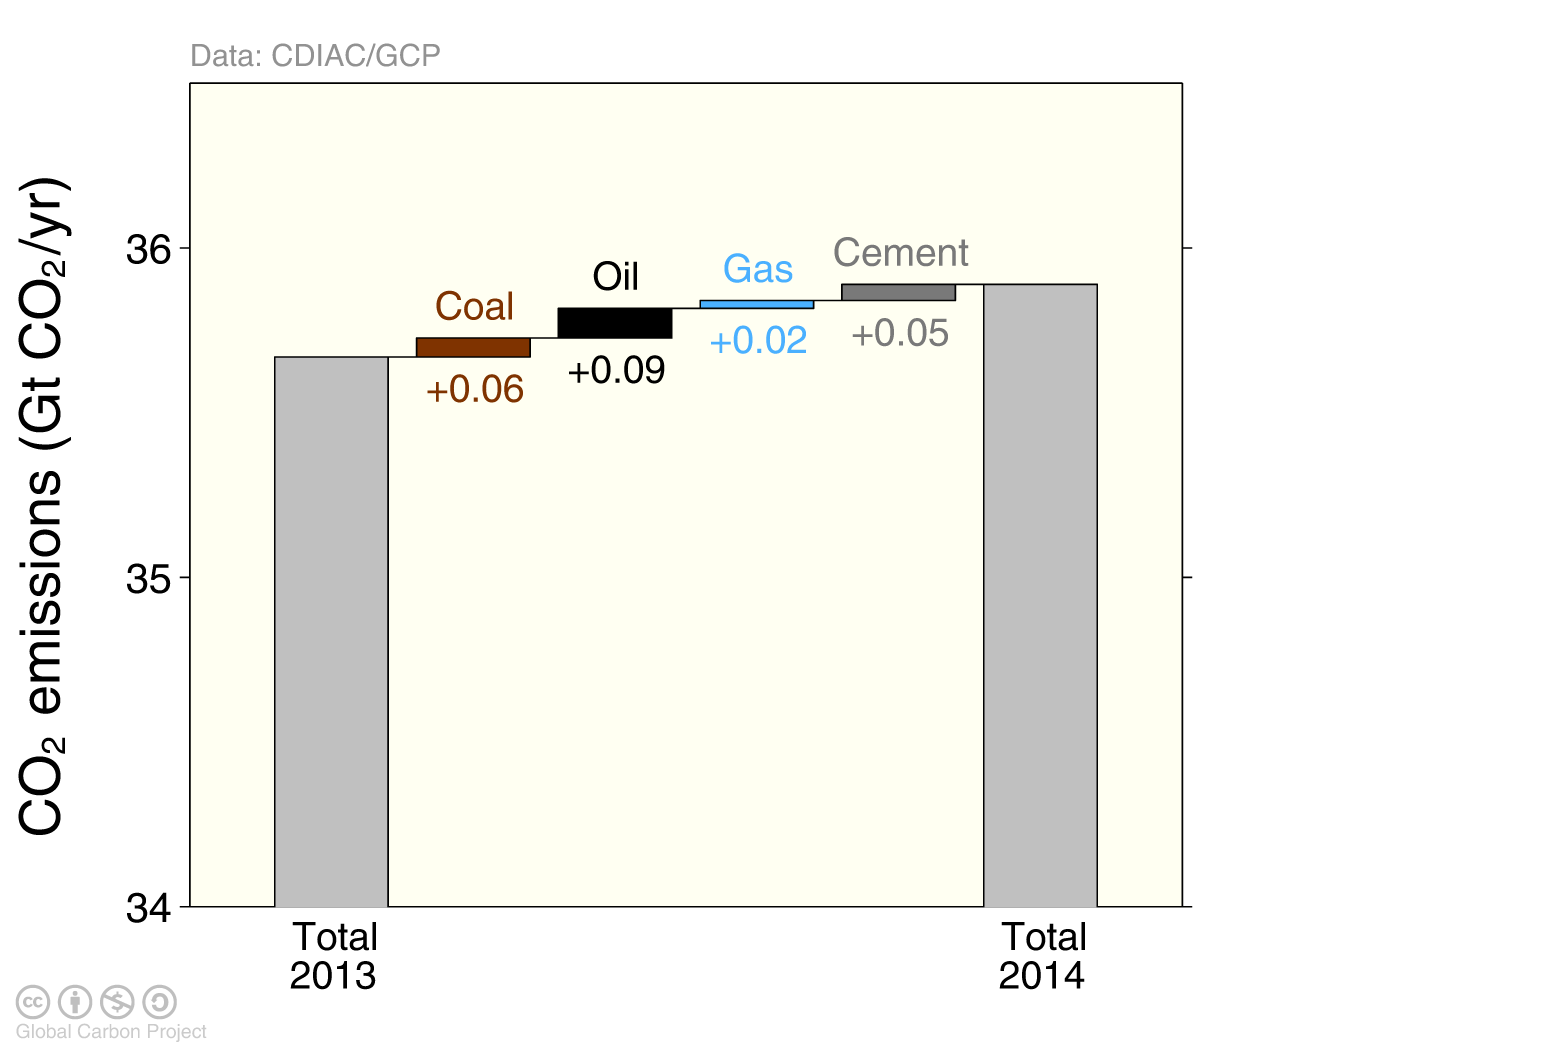 Data: CDIAC/GCP
CO₂ emissions (Gt CO₂/yr)
36
35
34
Coal
+0.06
Oil
+0.09
Gas
+0.02
Cement
+0.05
Total
2013
Total
2014
cc
Global Carbon Project